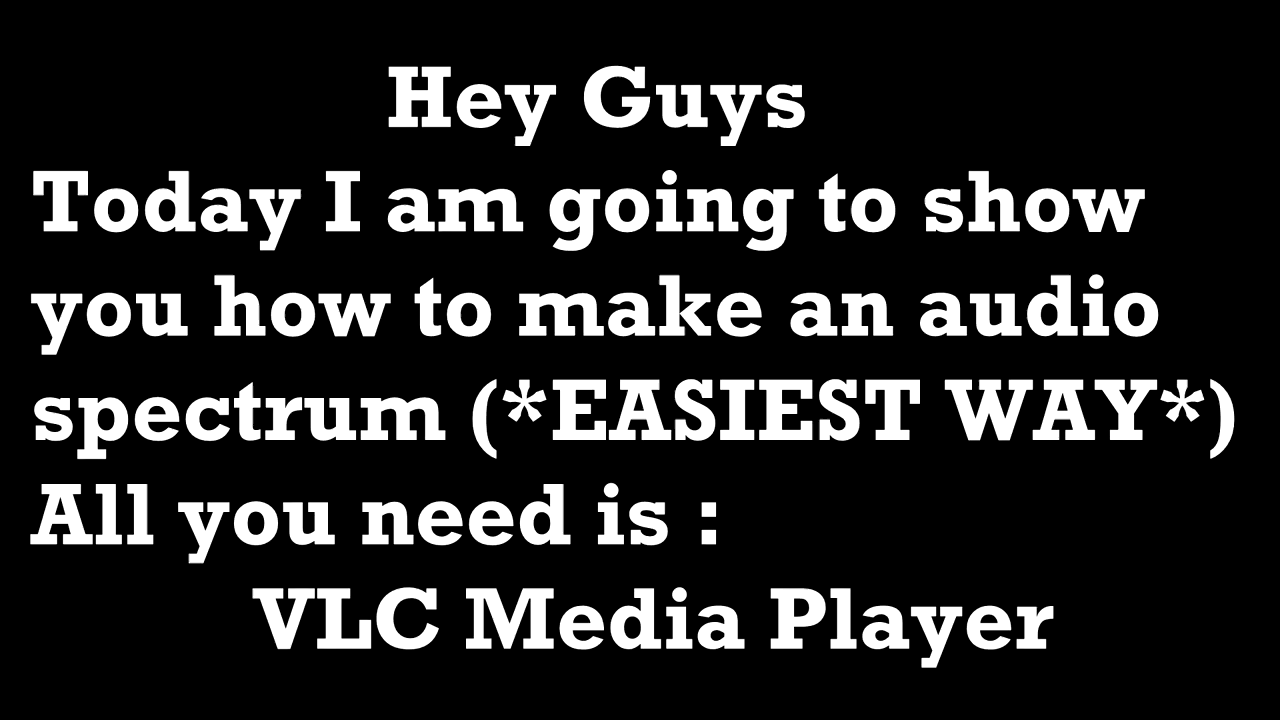 Hey Guys
Today I am going to show
you how to make an audio
spectrum (*EASIEST WAY*)
All you need is :
VLC Media Player